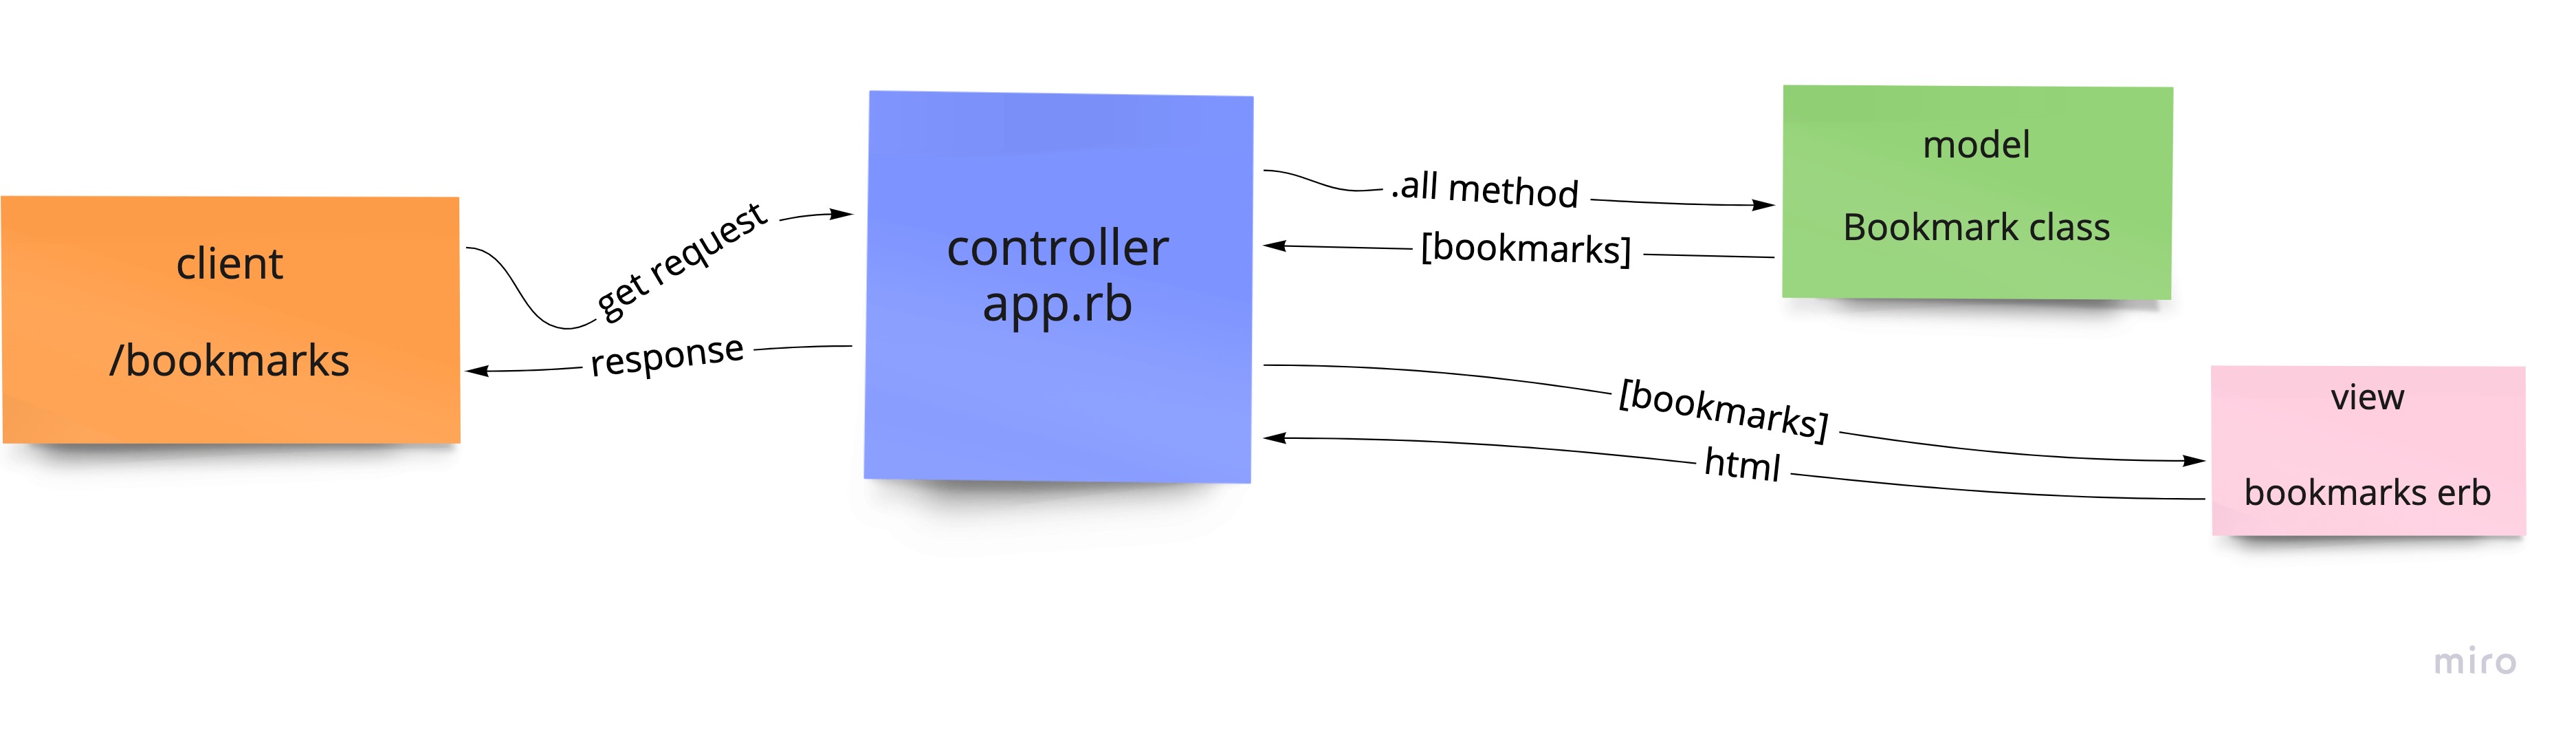 client
/bookmarks
get request
response
controller
app.rb
.all method
[bookmarks]
model
Bookmark class
[bookmarks]
html
view
bookmarks erb
miro